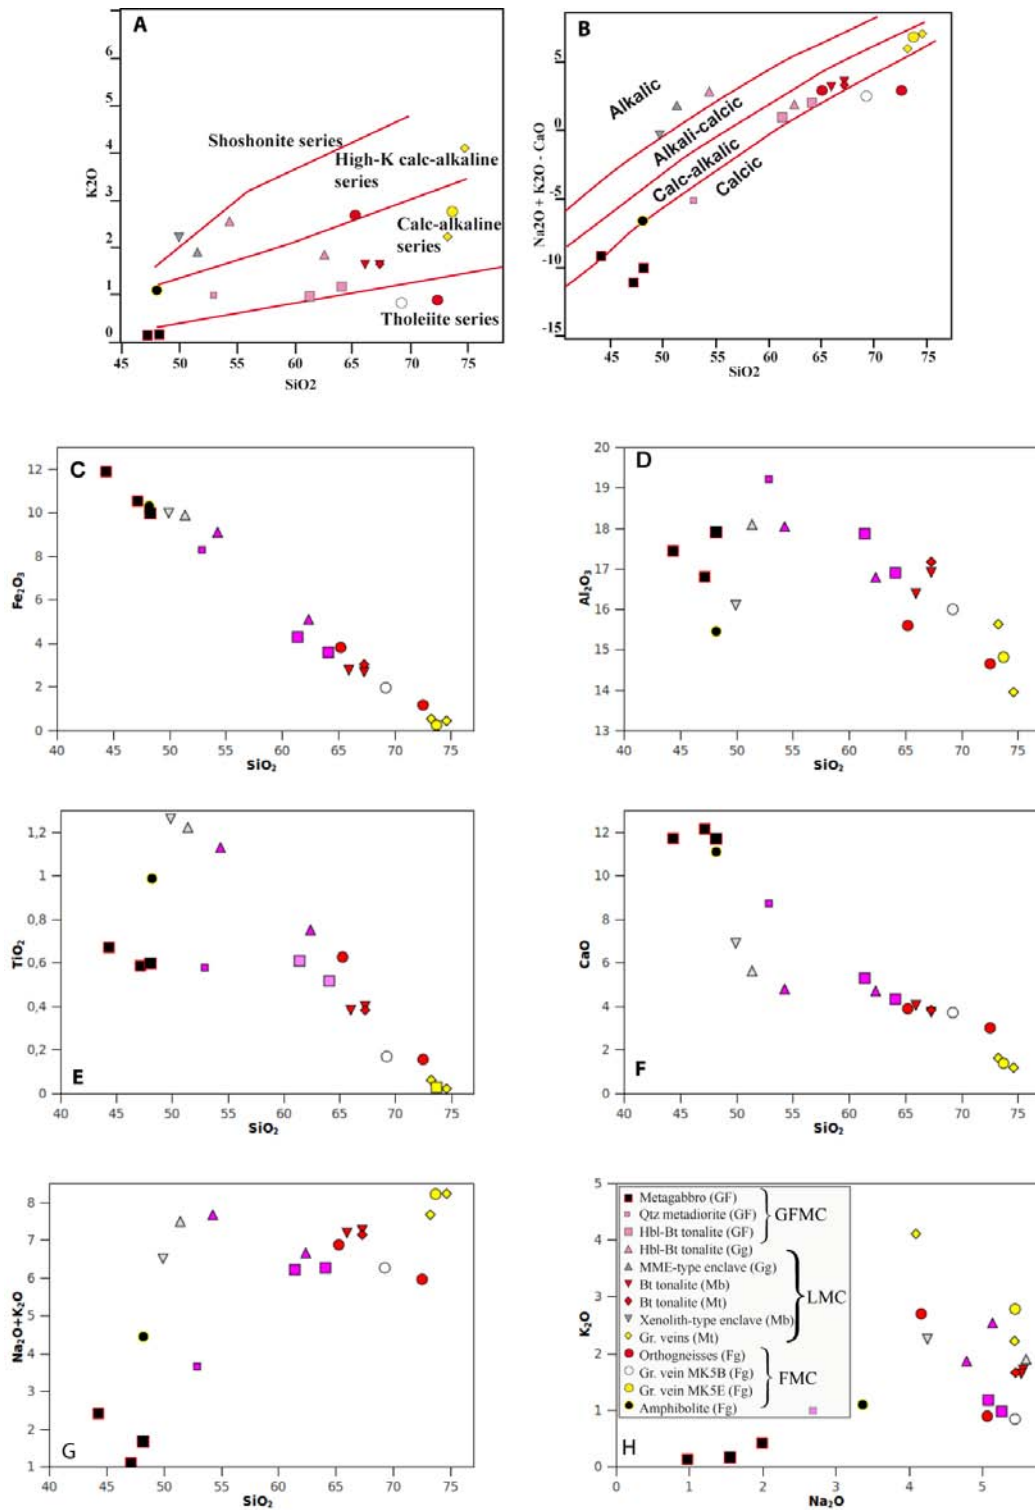 A
6
5
4
3
2
1
0
K2O
Shoshonite series
High-K calc-alkaline
series
Calc-alkaline
series
Tholeiite series
45 50 55 60 65 70 75
SiO2
B
5
0
-5
-10
-15
Na2O + K2O - CaO
Alkalic
Alkali-calcic
Calc-alkalic
Calcic
45 50 55 60 65 70 75
SiO2
C
12
10
8
6
4
2
0
Fe2O3
40 45 50 55 60 65 70 75
SiO2
D
20
19
18
17
16
15
14
13
Al2O3
40 45 50 55 60 65 70 75
SiO2
E
1,2
1
0,8
0,6
0,4
0,2
0
TiO2
40 45 50 55 60 65 70 75
SiO2
F
12
10
8
6
4
2
0
CaO
40 45 50 55 60 65 70 75
SiO2
G
8
7
6
5
4
3
2
1
Na2O+K2O
40 45 50 55 60 65 70 75
SiO2
H
5
4
3
2
1
0
K2O
Metagabbro (GF)
Qtz metadiorite (GF)
GFMC
Hbl-Bt tonalite (GF)
Hbl-Bt tonalite (Gg)
MME-type enclave (Gg)
Bt tonalite (Mb)
LMC
Bt tonalite (Mt)
Xenolith-type enclave (Mb)
Gr. veins (Mt)
Orthogneisses (Fg)
Gr. vein MK5B (Fg)
FMC
Gr. vein MK5E (Fg)
Amphibolite (Fg)
0 1 2 3 4 5
Na2O